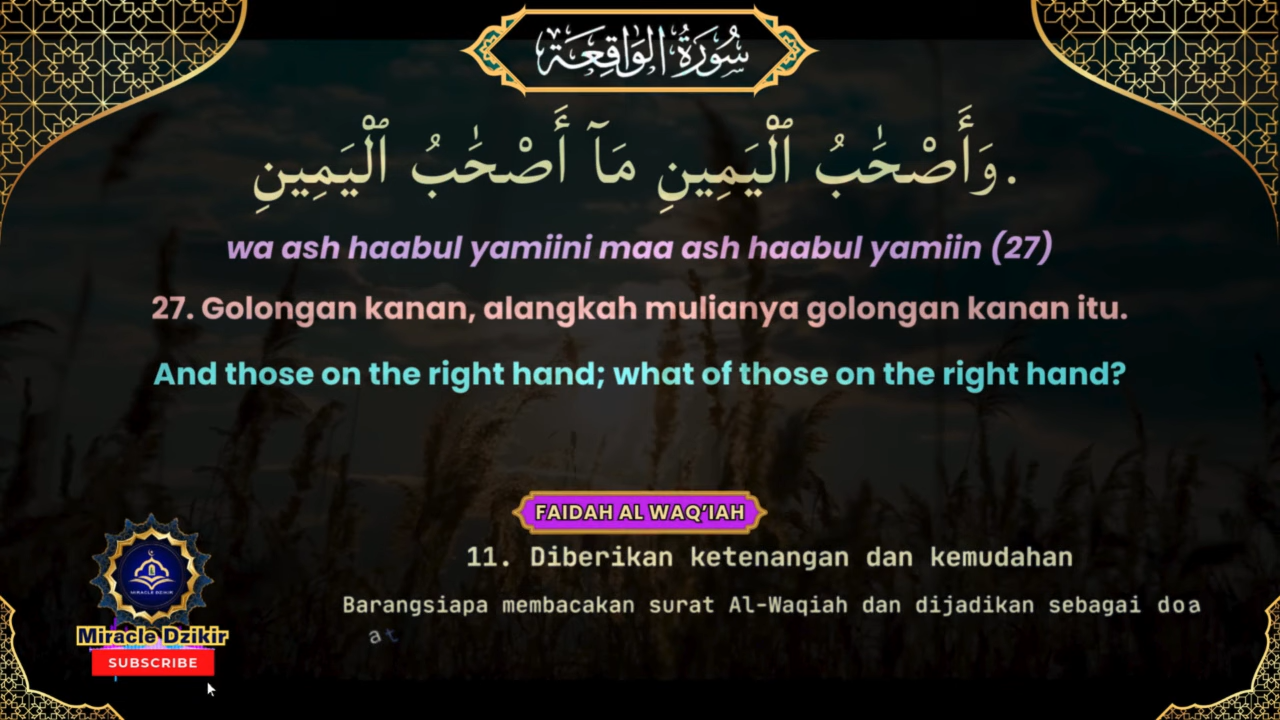 سُورَةُ الوَاقِعَة
وَأَصْحَٰبُ ٱلْيَمِينِ مَآ أَصْحَٰبُ ٱلْيَمِينِ.
wa ash haabul yamiini maa ash haabul yamiin (27)
27. Golongan kanan, alangkah mulianya golongan kanan itu.
And those on the right hand; what of those on the right hand?
FAIDAH AL WAQ'IAH
11. Diberikan ketenangan dan kemudahan
Barangsiapa membacakan surat Al-Waqiah dan dijadikan sebagai doa
at
MIRACLE DZIKIR
Miracle Dzikir
SUBSCRIBE